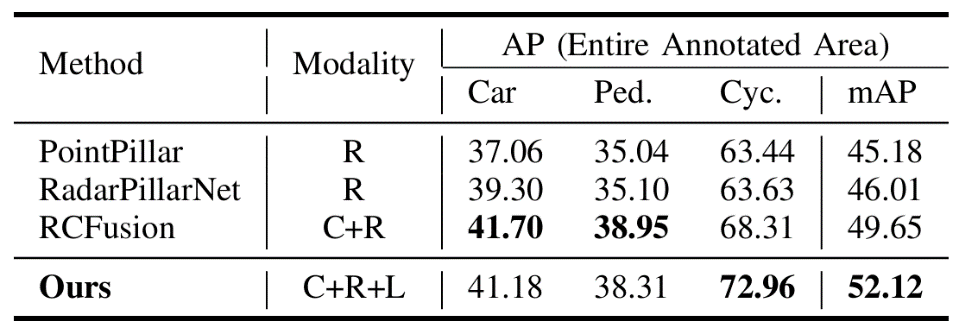 Method Modality AP (Entire Annotated Area)
Car Ped. Cyc. mAP
PointPillar R 37.06 35.04 63.44 45.18
RadarPillarNet R 39.30 35.10 63.63 46.01
RCFusion C+R 41.70 38.95 68.31 49.65
Ours C+R+L 41.18 38.31 72.96 52.12